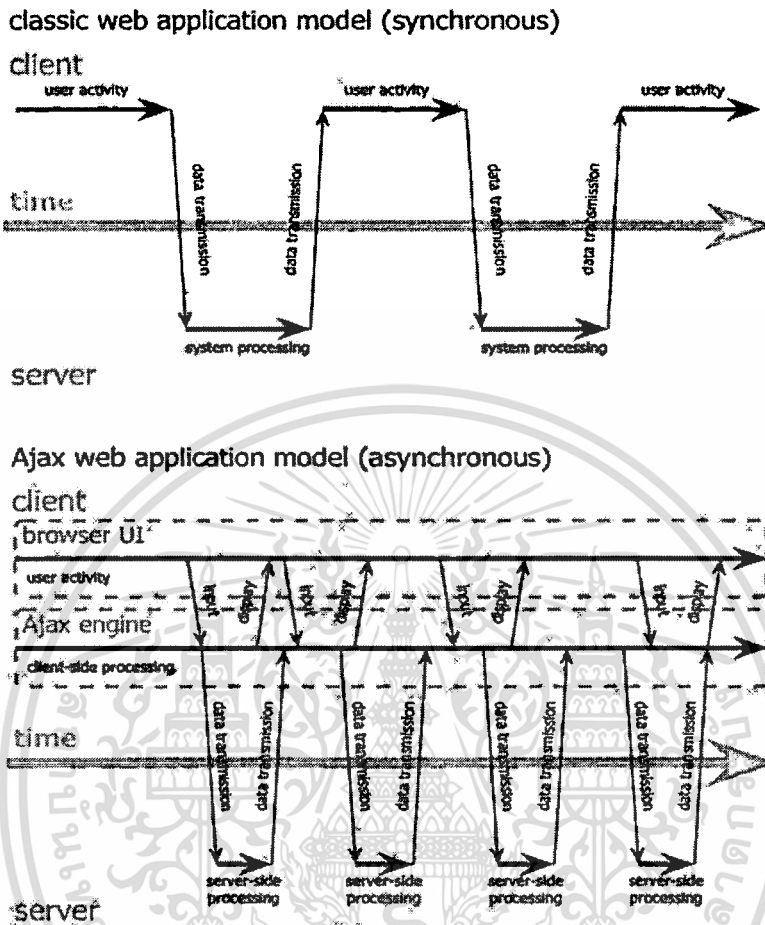 classic web application model (synchronous)
client
user activity
user activity
user activity
data transmission
data transmission
data transmission
data transmission
time
system processing
system processing
server
Ajax web application model (asynchronous)
client
browser UI
user activity
input
display
input
display
input
display
input
display
Ajax engine
client-side processing
data transmission
data transmission
data transmission
data transmission
data transmission
data transmission
data transmission
data transmission
time
server-side
processing
server-side
processing
server-side
processing
server-side
processing
server